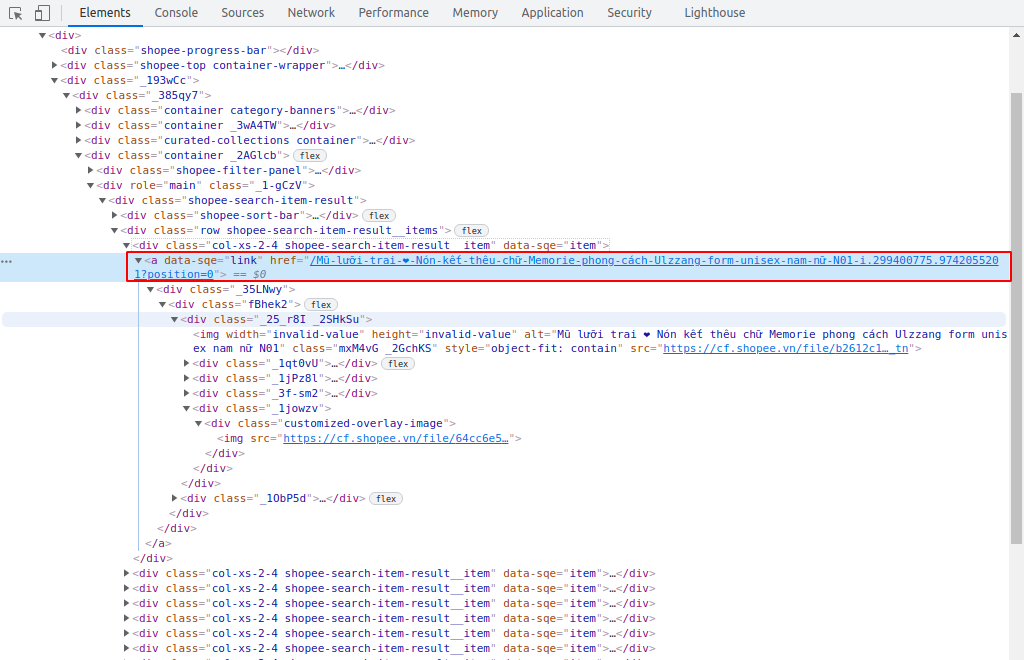 Elements Console Sources Network Performance Memory Application Security Lighthouse
<div>
<div class="shopee-progress-bar"></div>
<div class="shopee-top container-wrapper">…</div>
<div class="_193wCc">
<div class="_385qy7">
<div class="container category-banners">…</div>
<div class="container _3wA4TW">…</div>
<div class="curated-collections container">…</div>
<div class="container _2AGlcb"> flex
<div class="shopee-filter-panel">…</div>
<div role="main" class="_1-gCzV">
<div class="shopee-search-item-result">
<div class="shopee-sort-bar">…</div> flex
<div class="row shopee-search-item-result__items"> flex
<div class="col-xs-2-4 shopee-search-item-result__item" data-sqe="item">
<a data-sqe="link" href="/Mũ-lưỡi-trai-❤-Nón-kết-thêu-chữ-Memorie-phong-cách-Ulzzang-form-unisex-nam-nữ-N01-i.299400775.974205520
1?position=0"> == $0
<div class="_35LNwy">
<div class="fBhek2"> flex
<div class="_25_r8I _2SHkSu">
<img width="invalid-value" height="invalid-value" alt="Mũ lưỡi trai ❤ Nón kết thêu chữ Memorie phong cách Ulzzang form unis
ex nam nữ N01" class="mxM4vG _2GchKS" style="object-fit: contain" src="https://cf.shopee.vn/file/b2612c1…_tn">
<div class="_1qt0vU">…</div> flex
<div class="_1jPz8l">…</div>
<div class="_3f-sm2">…</div>
<div class="_1jowzv">
<div class="customized-overlay-image">
<img src="https://cf.shopee.vn/file/64cc6e5…">
</div>
</div>
</div>
<div class="_1ObP5d">…</div> flex
</div>
</div>
</a>
</div>
<div class="col-xs-2-4 shopee-search-item-result__item" data-sqe="item">…</div>
<div class="col-xs-2-4 shopee-search-item-result__item" data-sqe="item">…</div>
<div class="col-xs-2-4 shopee-search-item-result__item" data-sqe="item">…</div>
<div class="col-xs-2-4 shopee-search-item-result__item" data-sqe="item">…</div>
<div class="col-xs-2-4 shopee-search-item-result__item" data-sqe="item">…</div>
<div class="col-xs-2-4 shopee-search-item-result__item" data-sqe="item">…</div>